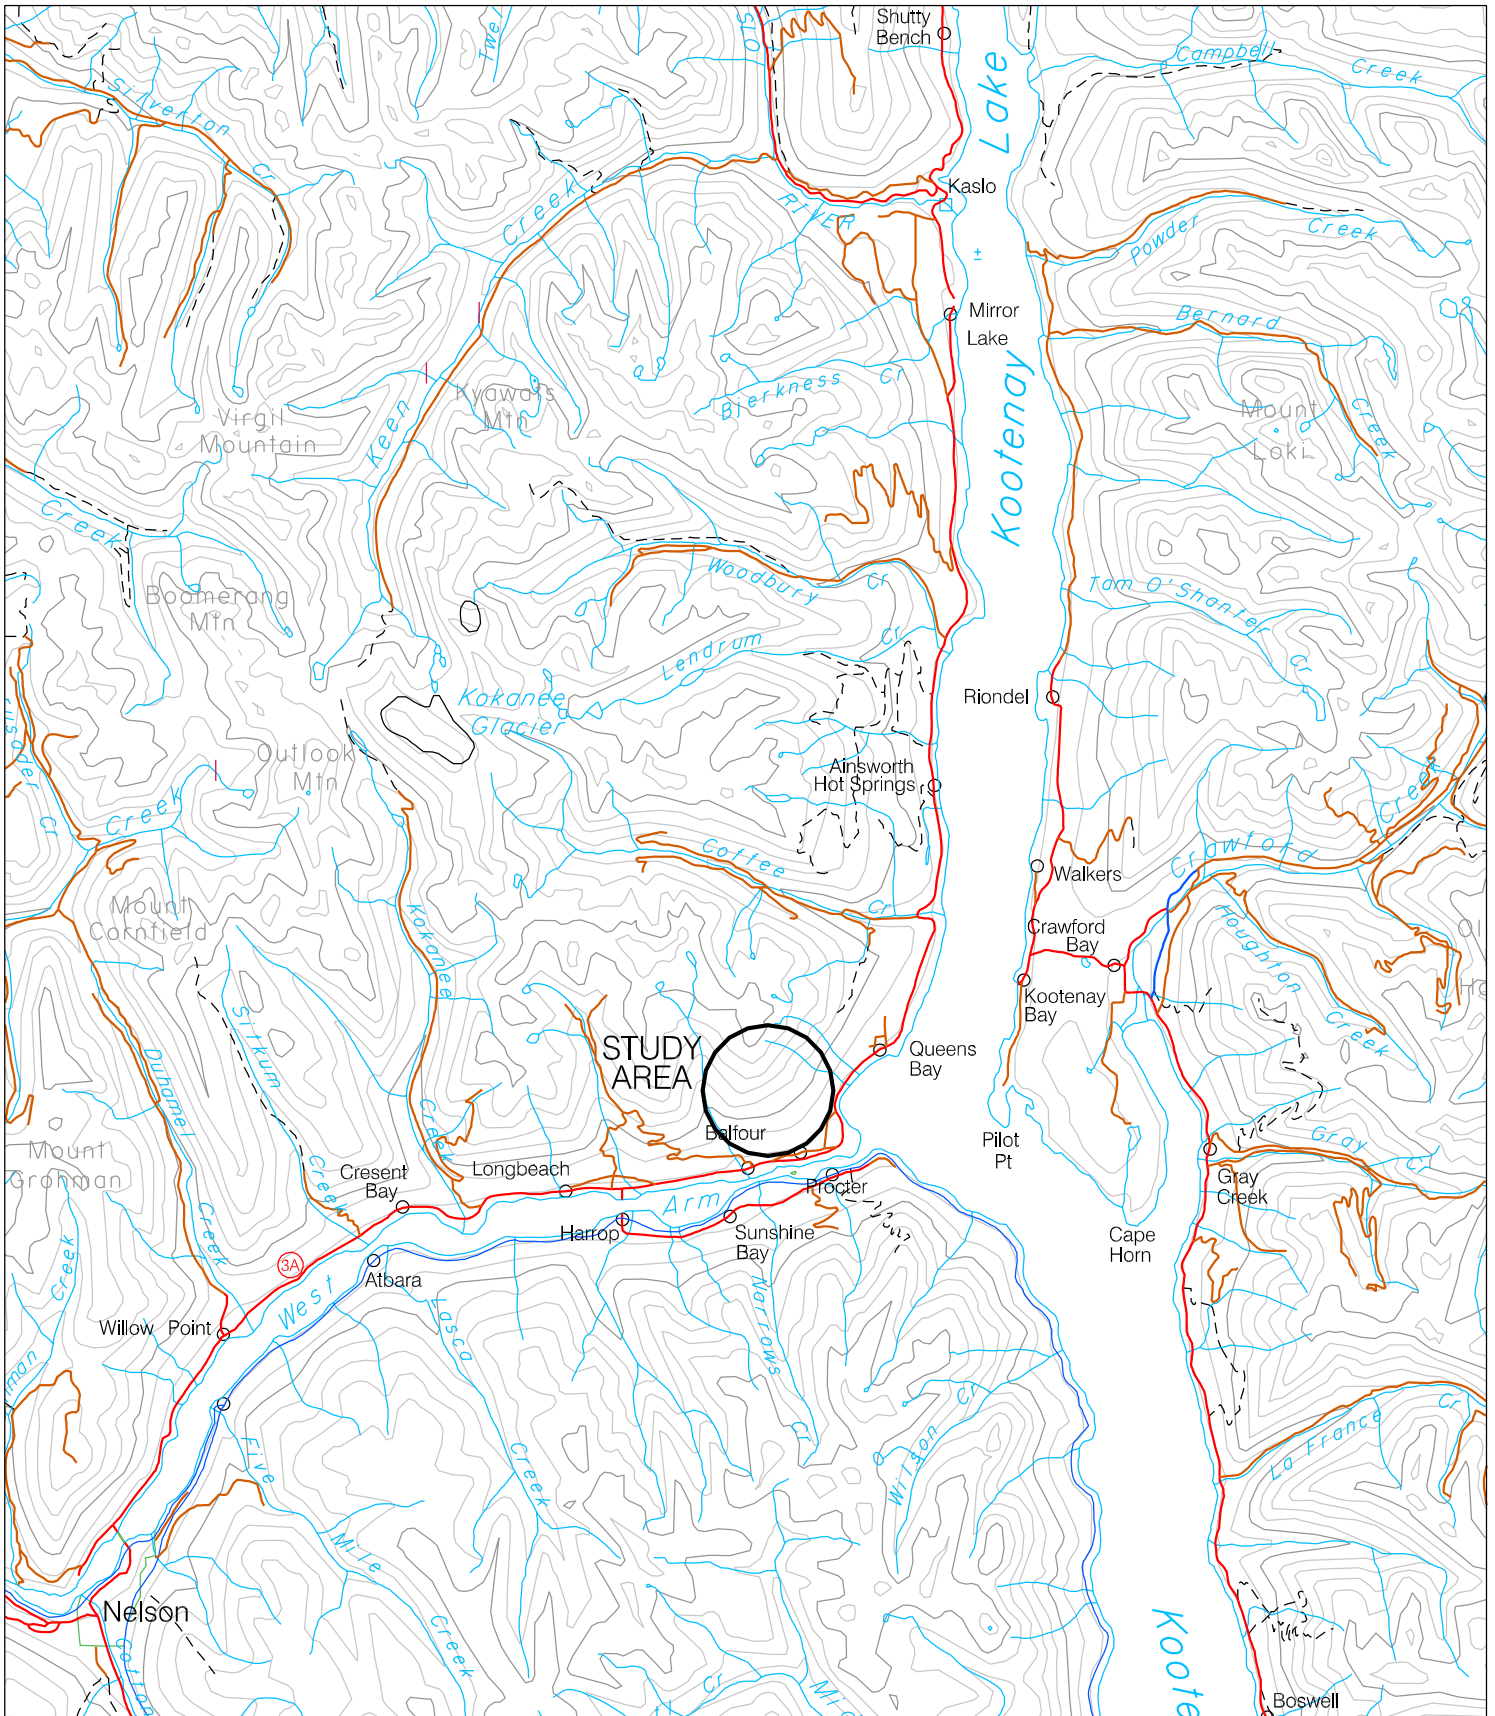 Shutty
Bench
Twe
Slo
Lake
Campbell
Creek
Silverton
Cr
Creek
RIVER
Kaslo
Powder
Creek
Mirror
Lake
Bernard
Creek
Kootenay
Bjerkness Cr
Keen
Kyawats
Mtn
Virgil
Mountain
Mount
Loki
Creek
Woodbury Cr
Tam O'Shanter
Cr
Boomerang
Mtn
Lendrum Cr
Kokanee
Glacier
Riondel
Outlook
Mtn
Cr
Creek
Ainsworth
Hot Springs
Coffee
Cr
Crawford
Creek
Walkers
Mount
Cornfield
Kokanee
Creek
Crawford
Bay
Houghton
Creek
Kootenay
Bay
Sitkum
Creek
Duhamel
Creek
STUDY
AREA
Queens
Bay
Balfour
Pilot
Pt
Gray
Cr
Mount
Grohman
Creek
Cresent
Bay
Longbeach
Procter
Gray
Creek
West
Arm
Harrop
Sunshine
Bay
Cape
Horn
3A
Atbara
Lasca
Creek
Narrows
Cr
Willow Point
Wilson Cr
La France
Cr
Five
Mile
Creek
Nelson
Cotton
Cr
Koote
Boswell